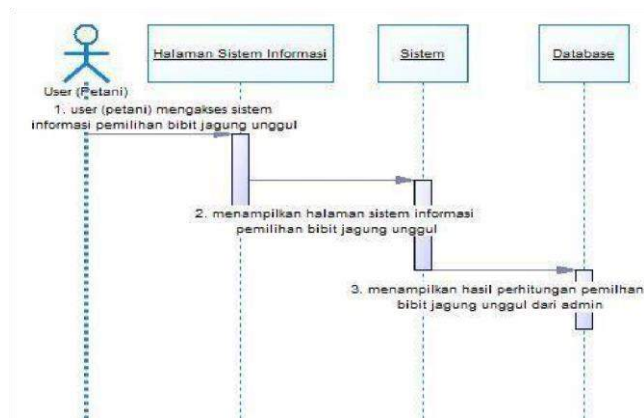 Halaman Sistem Informasi
Sistem
Database
User (Petani)
1. user (petani) mengakses sistem
informasi pemilihan bibit jagung unggul
2. menampilkan halaman sistem informasi
pemilihan bibit jagung unggul
3. menampilkan hasil perhitungan pemilhan
bibit jagung unggul dari admin